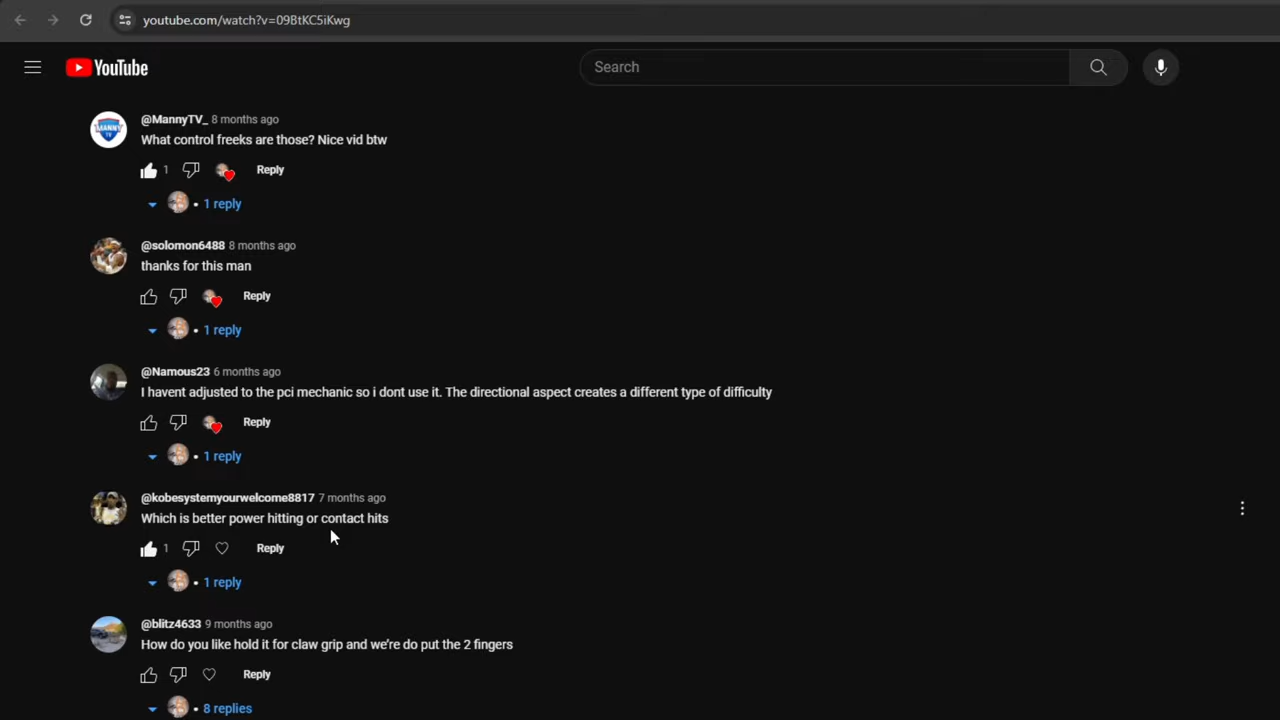 youtube.com/watch?v=09BtKC5iKwg
YouTube
Search
MANNY TV
@MannyTV_ 8 months ago
What control freeks are those? Nice vid btw
1
Reply
• 1 reply
@solomon6488 8 months ago
thanks for this man
Reply
• 1 reply
@Namous23 6 months ago
I havent adjusted to the pci mechanic so i dont use it. The directional aspect creates a different type of difficulty
Reply
• 1 reply
@kobesystemyourwelcome8817 7 months ago
Which is better power hitting or contact hits
1
Reply
• 1 reply
@blitz4633 9 months ago
How do you like hold it for claw grip and we're do put the 2 fingers
Reply
• 8 replies